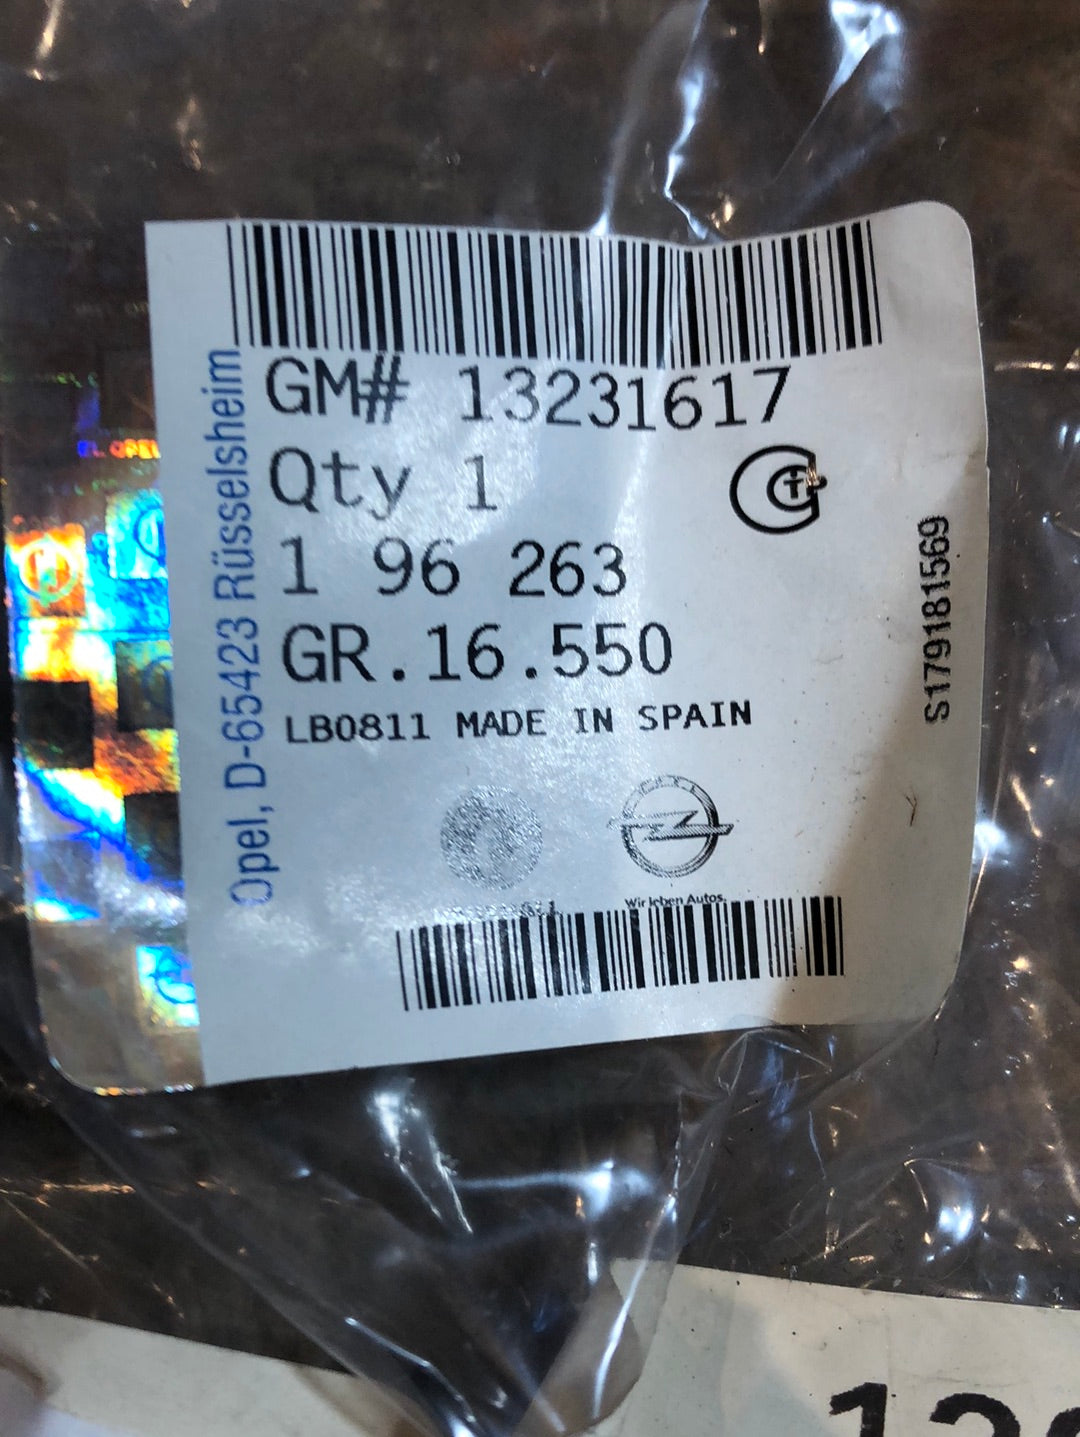 GM# 13231617
Qty 1
1 96 263
GR.16.550
LB0811 MADE IN SPAIN
Wir leben Autos.
Opel, D-65423 Rüsselsheim
S179181569